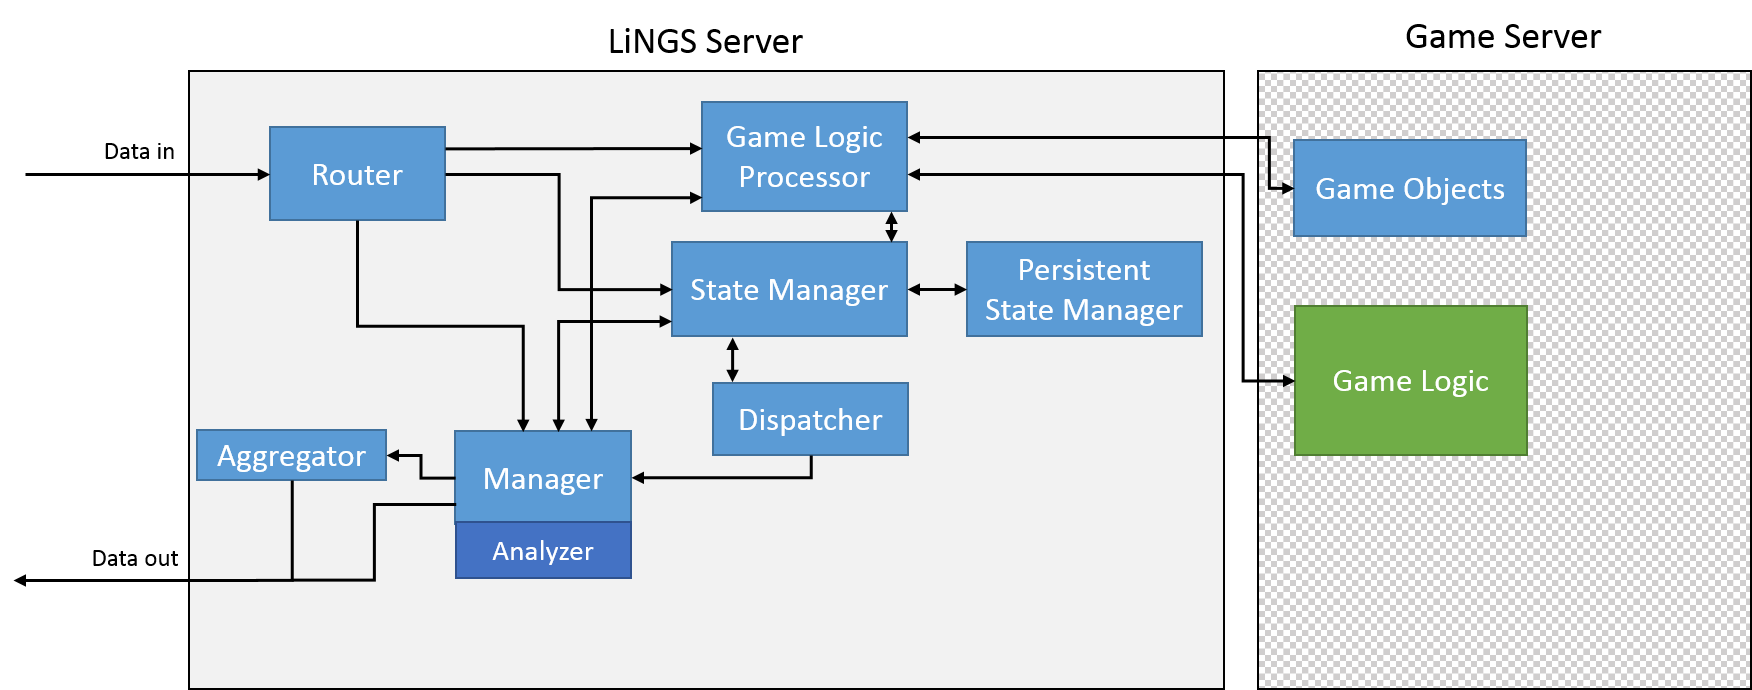 LiNGS Server
Game Server
Data in
Router
Game Logic
Processor
Game Objects
State Manager
Persistent
State Manager
Game Logic
Dispatcher
Aggregator
Manager
Analyzer
Data out